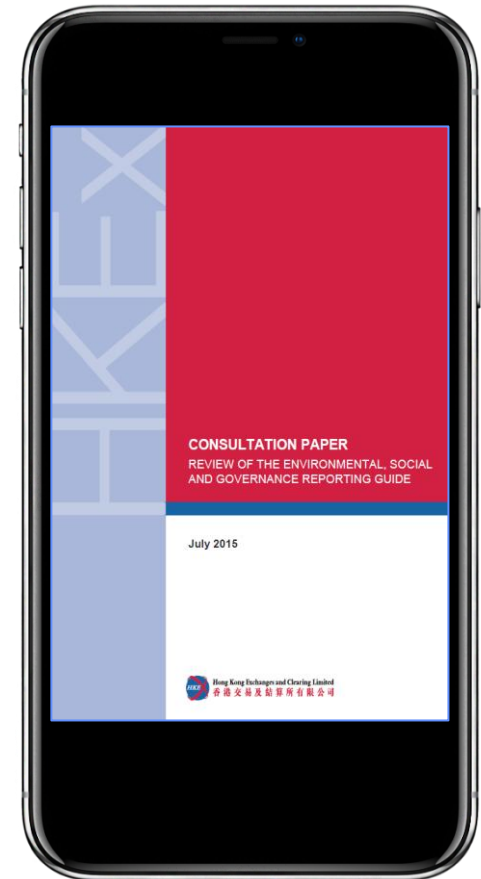 HKEX
CONSULTATION PAPER
REVIEW OF THE ENVIRONMENTAL, SOCIAL
AND GOVERNANCE REPORTING GUIDE
July 2015
HKEX
Hong Kong Exchanges and Clearing Limited
香港交易及結算所有限公司